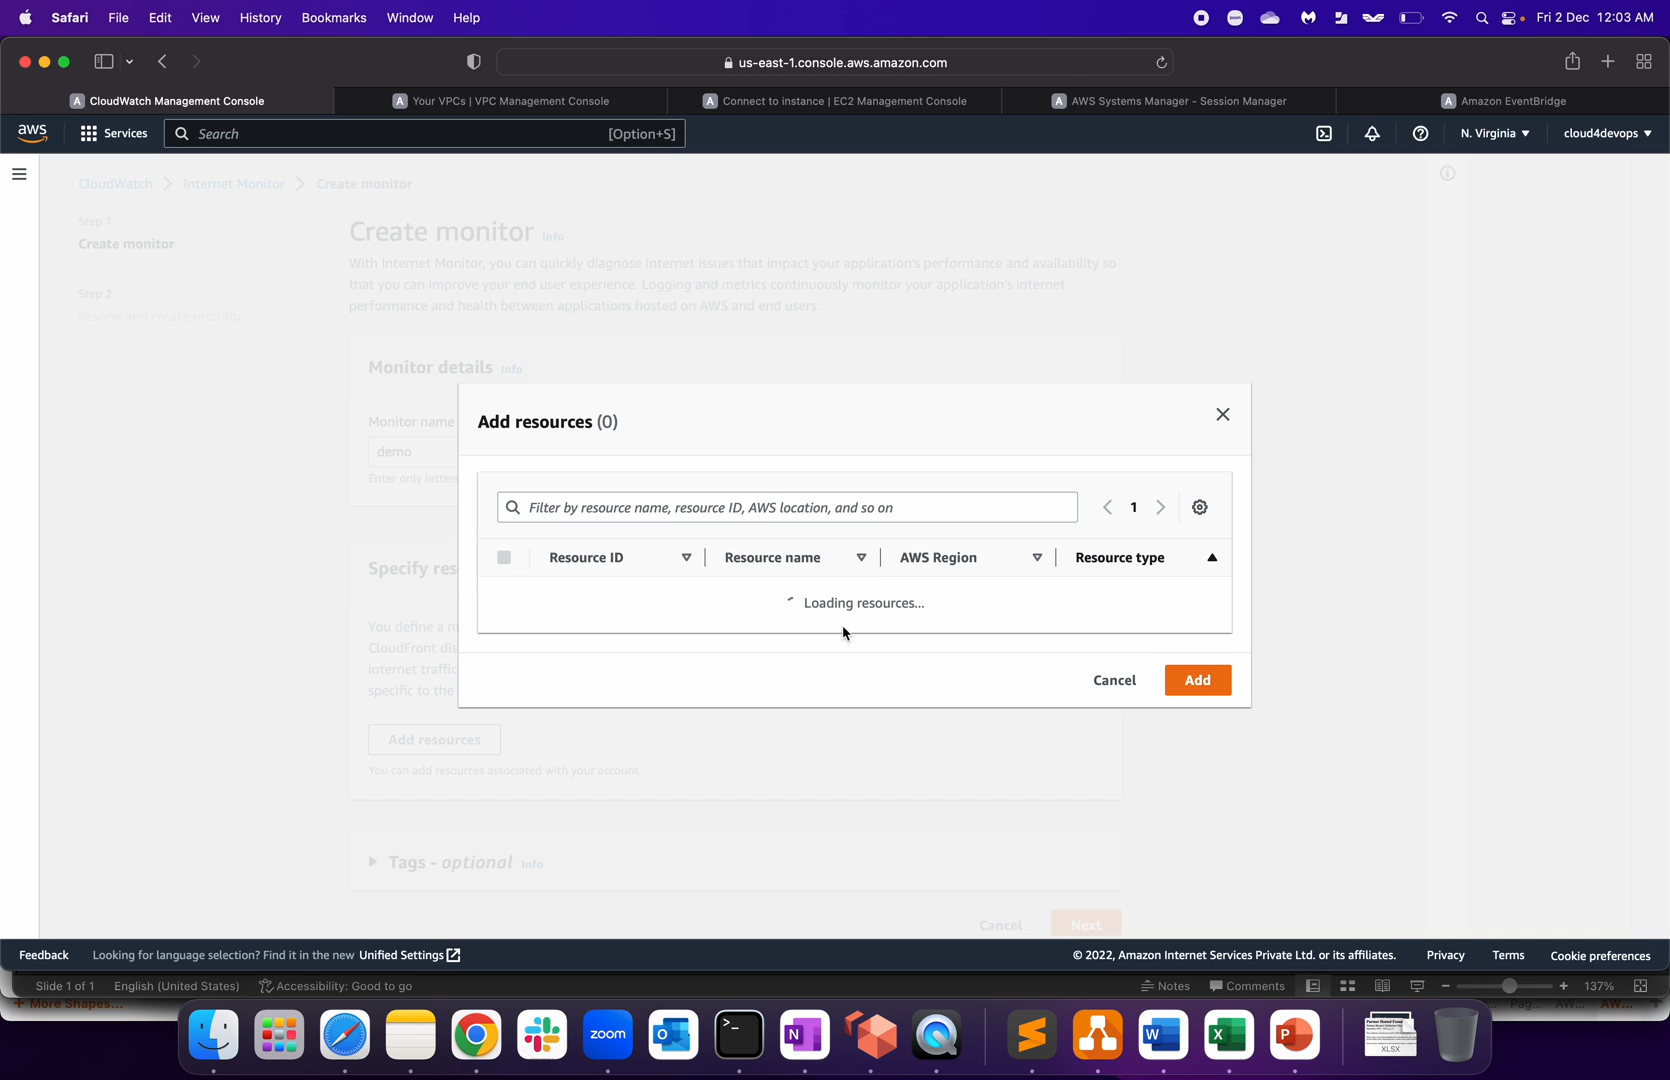 Safari File Edit View History Bookmarks Window Help
zoom
Fri 2 Dec 12:03 AM
us-east-1.console.aws.amazon.com
A CloudWatch Management Console
A Your VPCs | VPC Management Console
A Connect to instance | EC2 Management Console
A AWS Systems Manager - Session Manager
A Amazon EventBridge
aws
Services
Search
[Option+S]
N. Virginia
cloud4devops
CloudWatch
Internet Monitor
Create monitor
Step 1
Create monitor
Step 2
Review and create monitor
Create monitor Info
With Internet Monitor, you can quickly diagnose internet issues that impact your application's performance and availability so
that you can improve your end user experience. Logging and metrics continuously monitor your application's internet
performance and health between applications hosted on AWS and end users.
Monitor details Info
Monitor name
demo
Enter only letters
Add resources (0)
Filter by resource name, resource ID, AWS location, and so on
1
Resource ID
Resource name
AWS Region
Resource type
Loading resources...
Cancel
Add
Specify res
You define a m
CloudFront dis
internet traffic
specific to the
Add resources
You can add resources associated with your account.
Tags - optional Info
Cancel
Next
Feedback
Looking for language selection? Find it in the new Unified Settings
© 2022, Amazon Internet Services Private Ltd. or its affiliates.
Privacy
Terms
Cookie preferences
Slide 1 of 1
English (United States)
Accessibility: Good to go
Notes
Comments
137%
+ More Shapes...
Pag...
AW...
AW...
zoom
O
N
W
X
P
XLSX